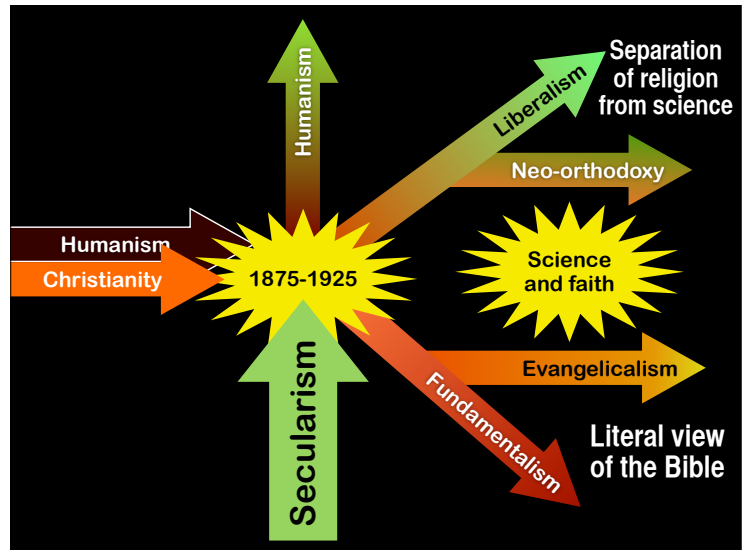 Humanism
Liberalism
Separation
of religion
from science
Neo-orthodoxy
Humanism
Christianity
1875-1925
Science
and faith
Secularism
Evangelicalism
Fundamentalism
Literal view
of the Bible